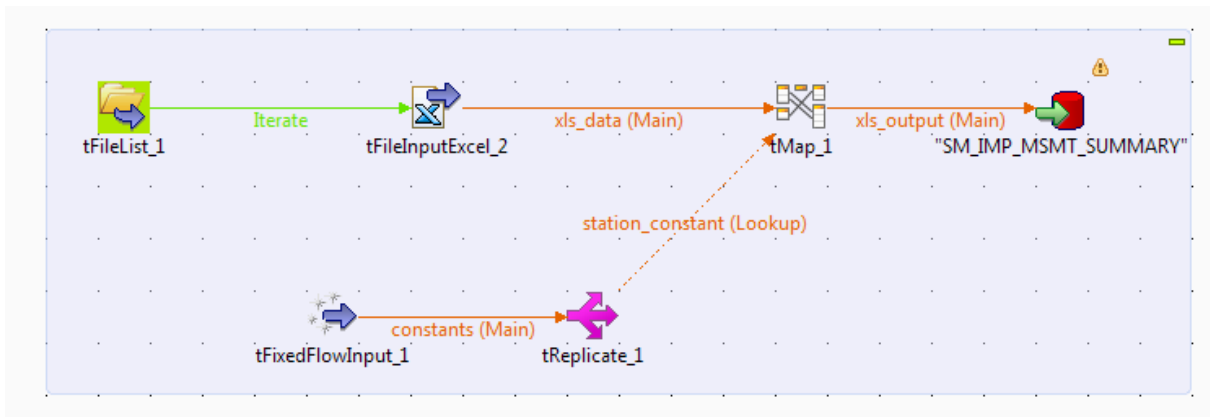 Iterate
xls_data (Main)
xls_output (Main)
tFileList_1
tFileInputExcel_2
tMap_1
"SM_IMP_MSMT_SUMMARY"
station_constant (Lookup)
constants (Main)
tFixedFlowInput_1
tReplicate_1